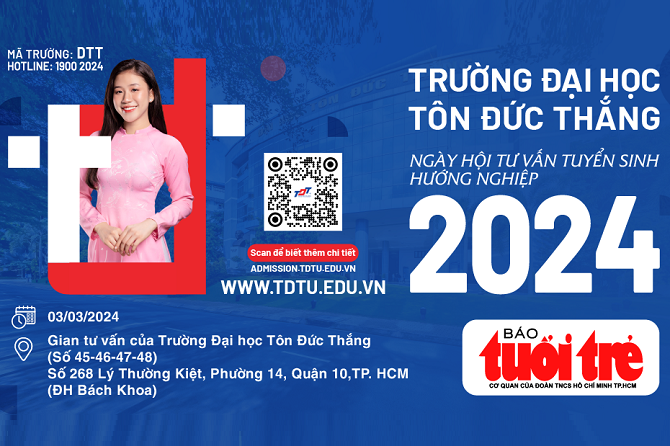 MÃ TRƯỜNG: DTT
HOTLINE: 1900 2024
TRƯỜNG ĐẠI HỌC
TÔN ĐỨC THẮNG
NGÀY HỘI TƯ VẤN TUYỂN SINH
HƯỚNG NGHIỆP
2024
TDT
Scan để biết thêm chi tiết
ADMISSION.TDTU.EDU.VN
WWW.TDTU.EDU.VN
03/03/2024
Gian tư vấn của Trường Đại học Tôn Đức Thắng
(Số 45-46-47-48)
Số 268 Lý Thường Kiệt, Phường 14, Quận 10,TP. HCM
(ĐH Bách Khoa)
BÁO
tuổi trẻ
CƠ QUAN CỦA ĐOÀN TNCS HỒ CHÍ MINH TP.HCM